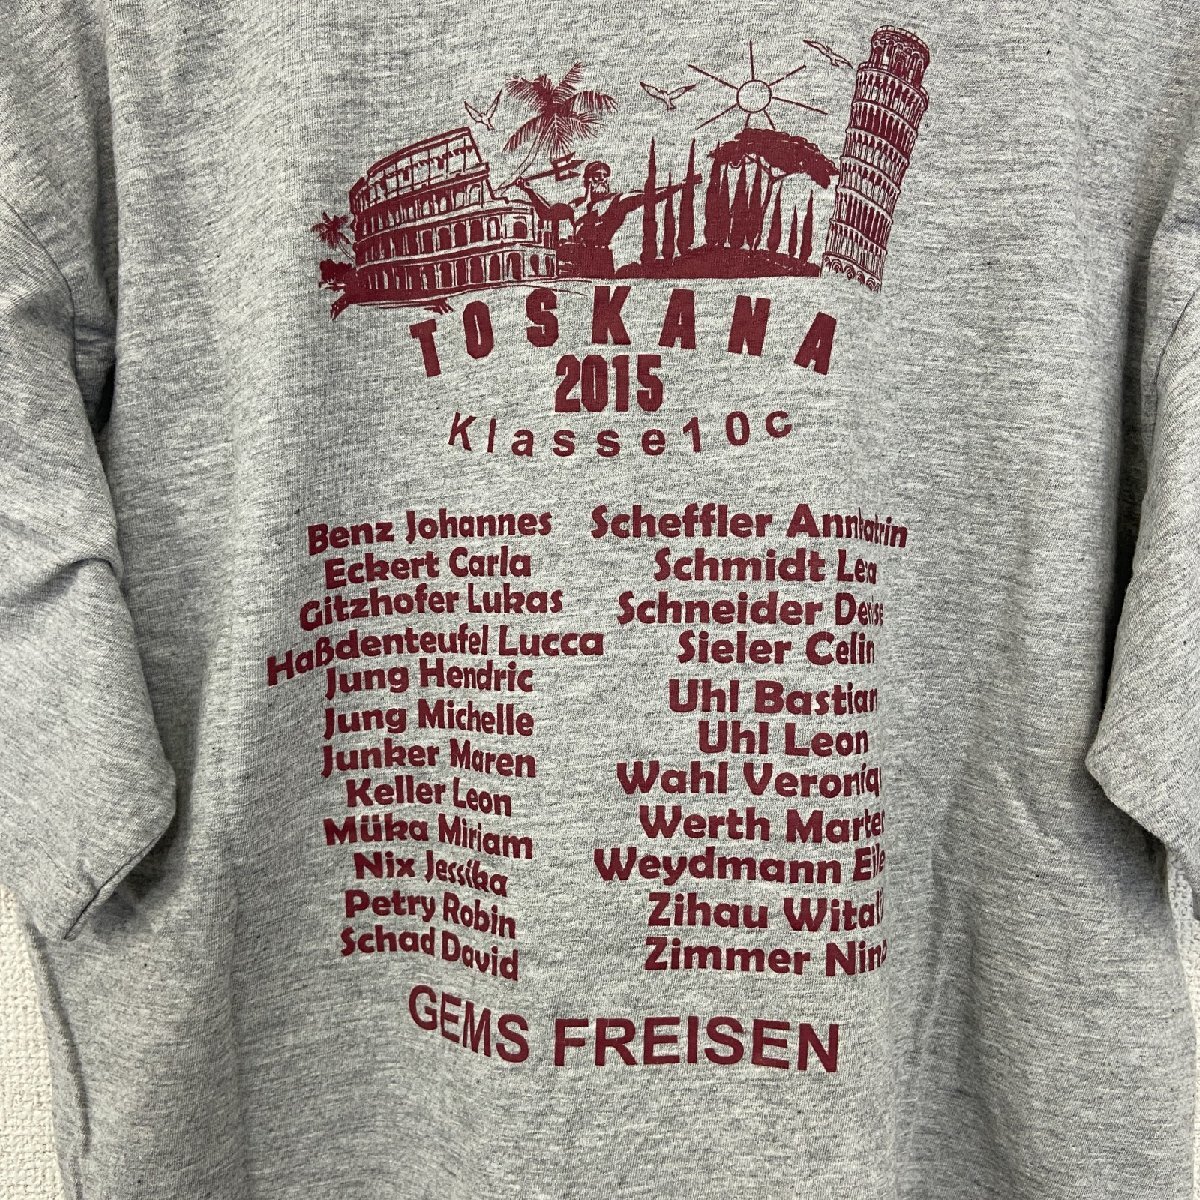 TOSKANA
2015
Klasse10c
Benz Johannes
Eckert Carla
Gitzhofer Lukas
Haßdenteufel Lucca
Jung Hendric
Jung Michelle
Junker Maren
Keller Leon
Müka Miriam
Nix Jessika
Petry Robin
Schad David
Scheffler Annkatrin
Schmidt Lea
Schneider Denise
Sieler Celin
Uhl Bastian
Uhl Leon
Wahl
Werth
Weydmann
Zihau
Zimmer Nina
GEMS FREISEN